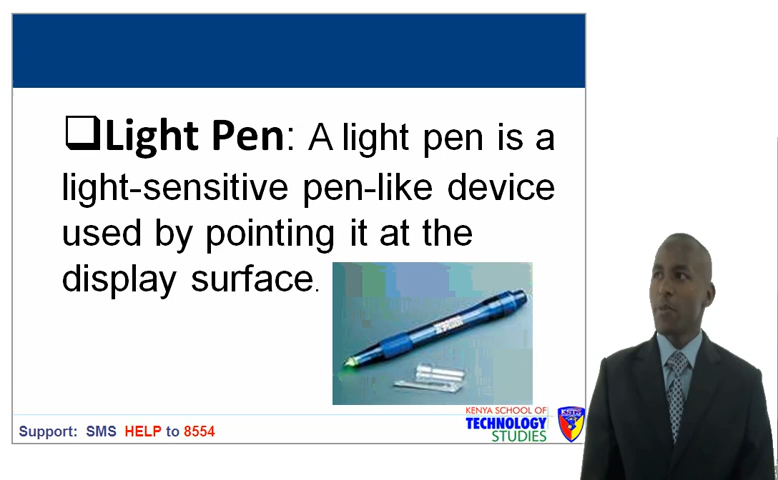 ❑Light Pen: A light pen is a
light-sensitive pen-like device
used by pointing it at the
display surface.
Support: SMS HELP to 8554
KENYA SCHOOL OF
TECHNOLOGY
STUDIES